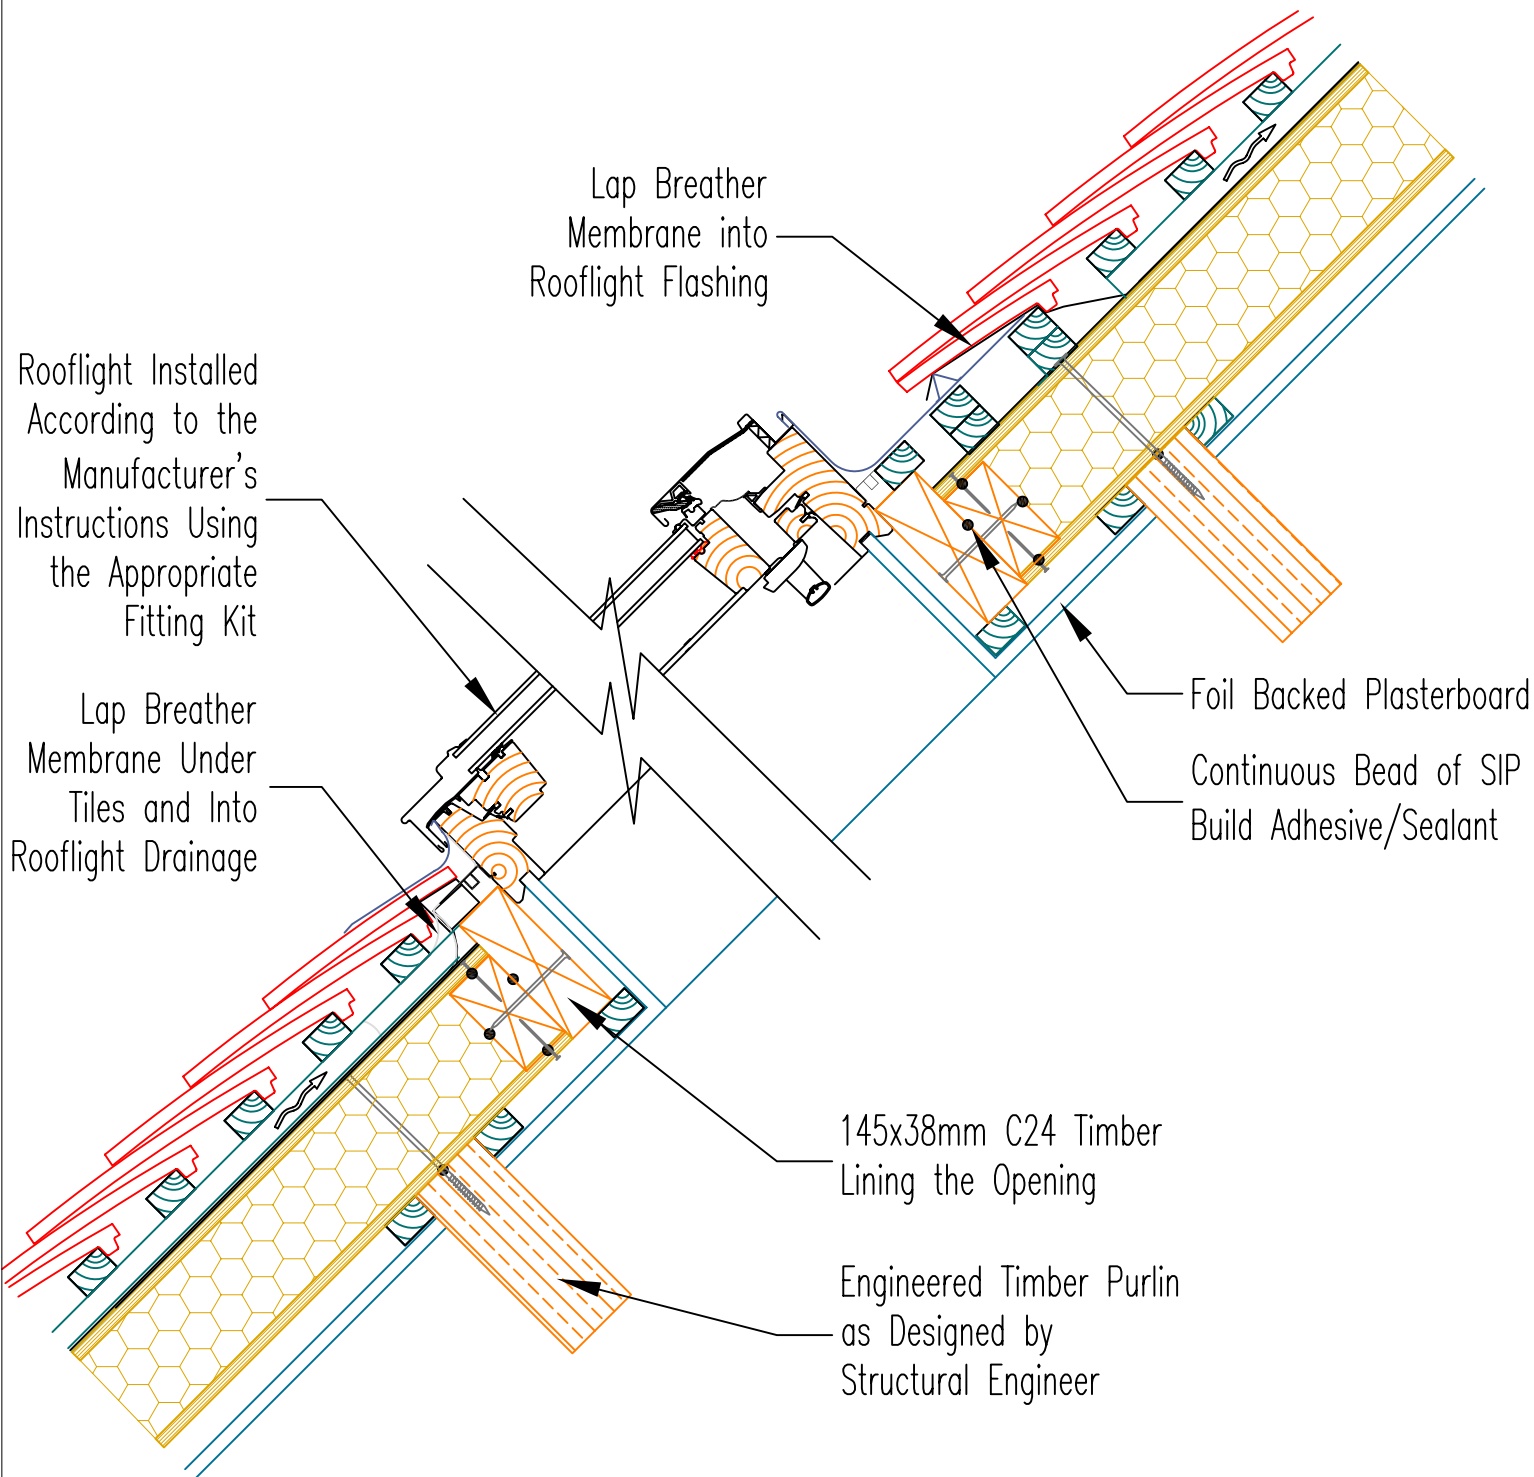 Lap Breather
Membrane into
Rooflight Flashing
Rooflight Installed
According to the
Manufacturer's
Instructions Using
the Appropriate
Fitting Kit
Lap Breather
Membrane Under
Tiles and Into
Rooflight Drainage
Foil Backed Plasterboard
Continuous Bead of SIP
Build Adhesive/Sealant
145x38mm C24 Timber
Lining the Opening
Engineered Timber Purlin
as Designed by
Structural Engineer